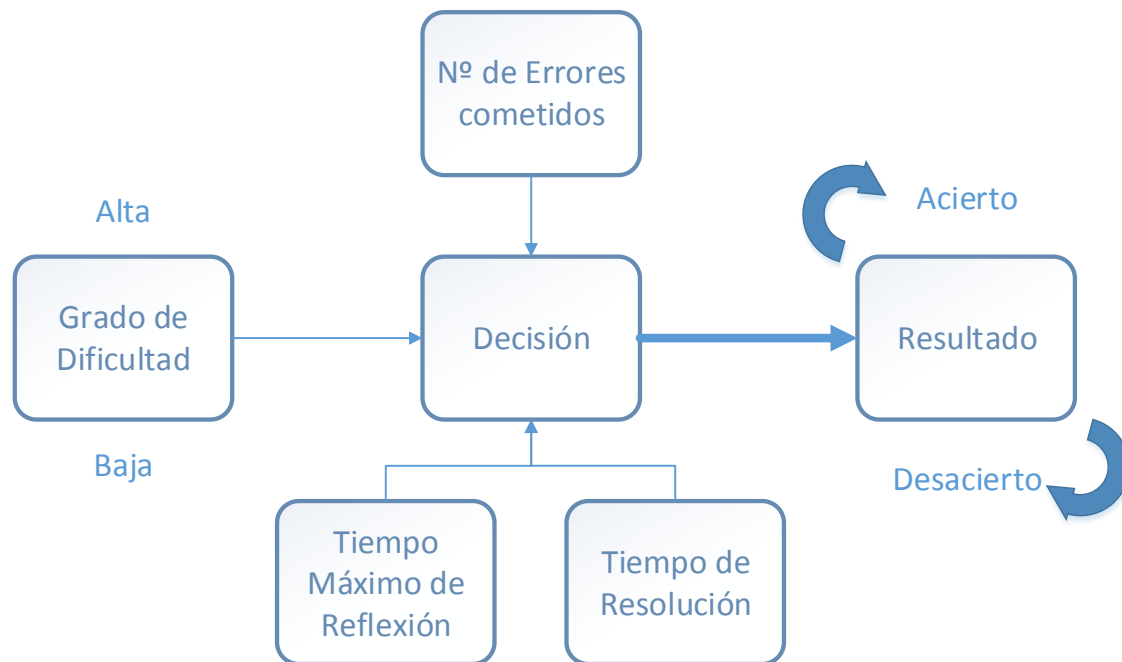 Nº de Errores
cometidos
Alta
Acierto
Grado de
Dificultad
Decisión
Resultado
Baja
Desacierto
Tiempo
Máximo de
Reflexión
Tiempo de
Resolución